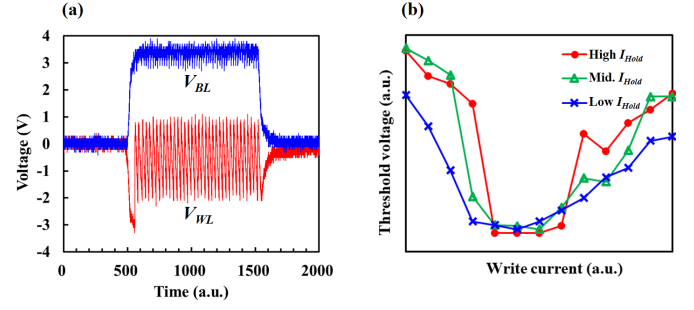 (a)
4
3
2
1
0
-1
-2
-3
-4
Voltage (V)
V_BL
V_WL
0 500 1000 1500 2000
Time (a.u.)
(b)
High I_Hold
Mid. I_Hold
Low I_Hold
Threshold voltage (a.u.)
Write current (a.u.)